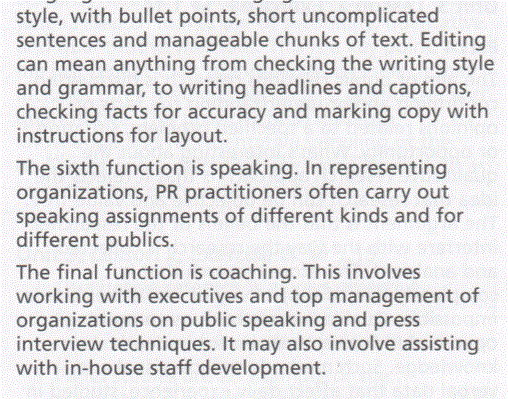 style, with bullet points, short uncomplicated
sentences and manageable chunks of text. Editing
can mean anything from checking the writing style
and grammar, to writing headlines and captions,
checking facts for accuracy and marking copy with
instructions for layout.
The sixth function is speaking. In representing
organizations, PR practitioners often carry out
speaking assignments of different kinds and for
different publics.
The final function is coaching. This involves
working with executives and top management of
organizations on public speaking and press
interview techniques. It may also involve assisting
with in-house staff development.